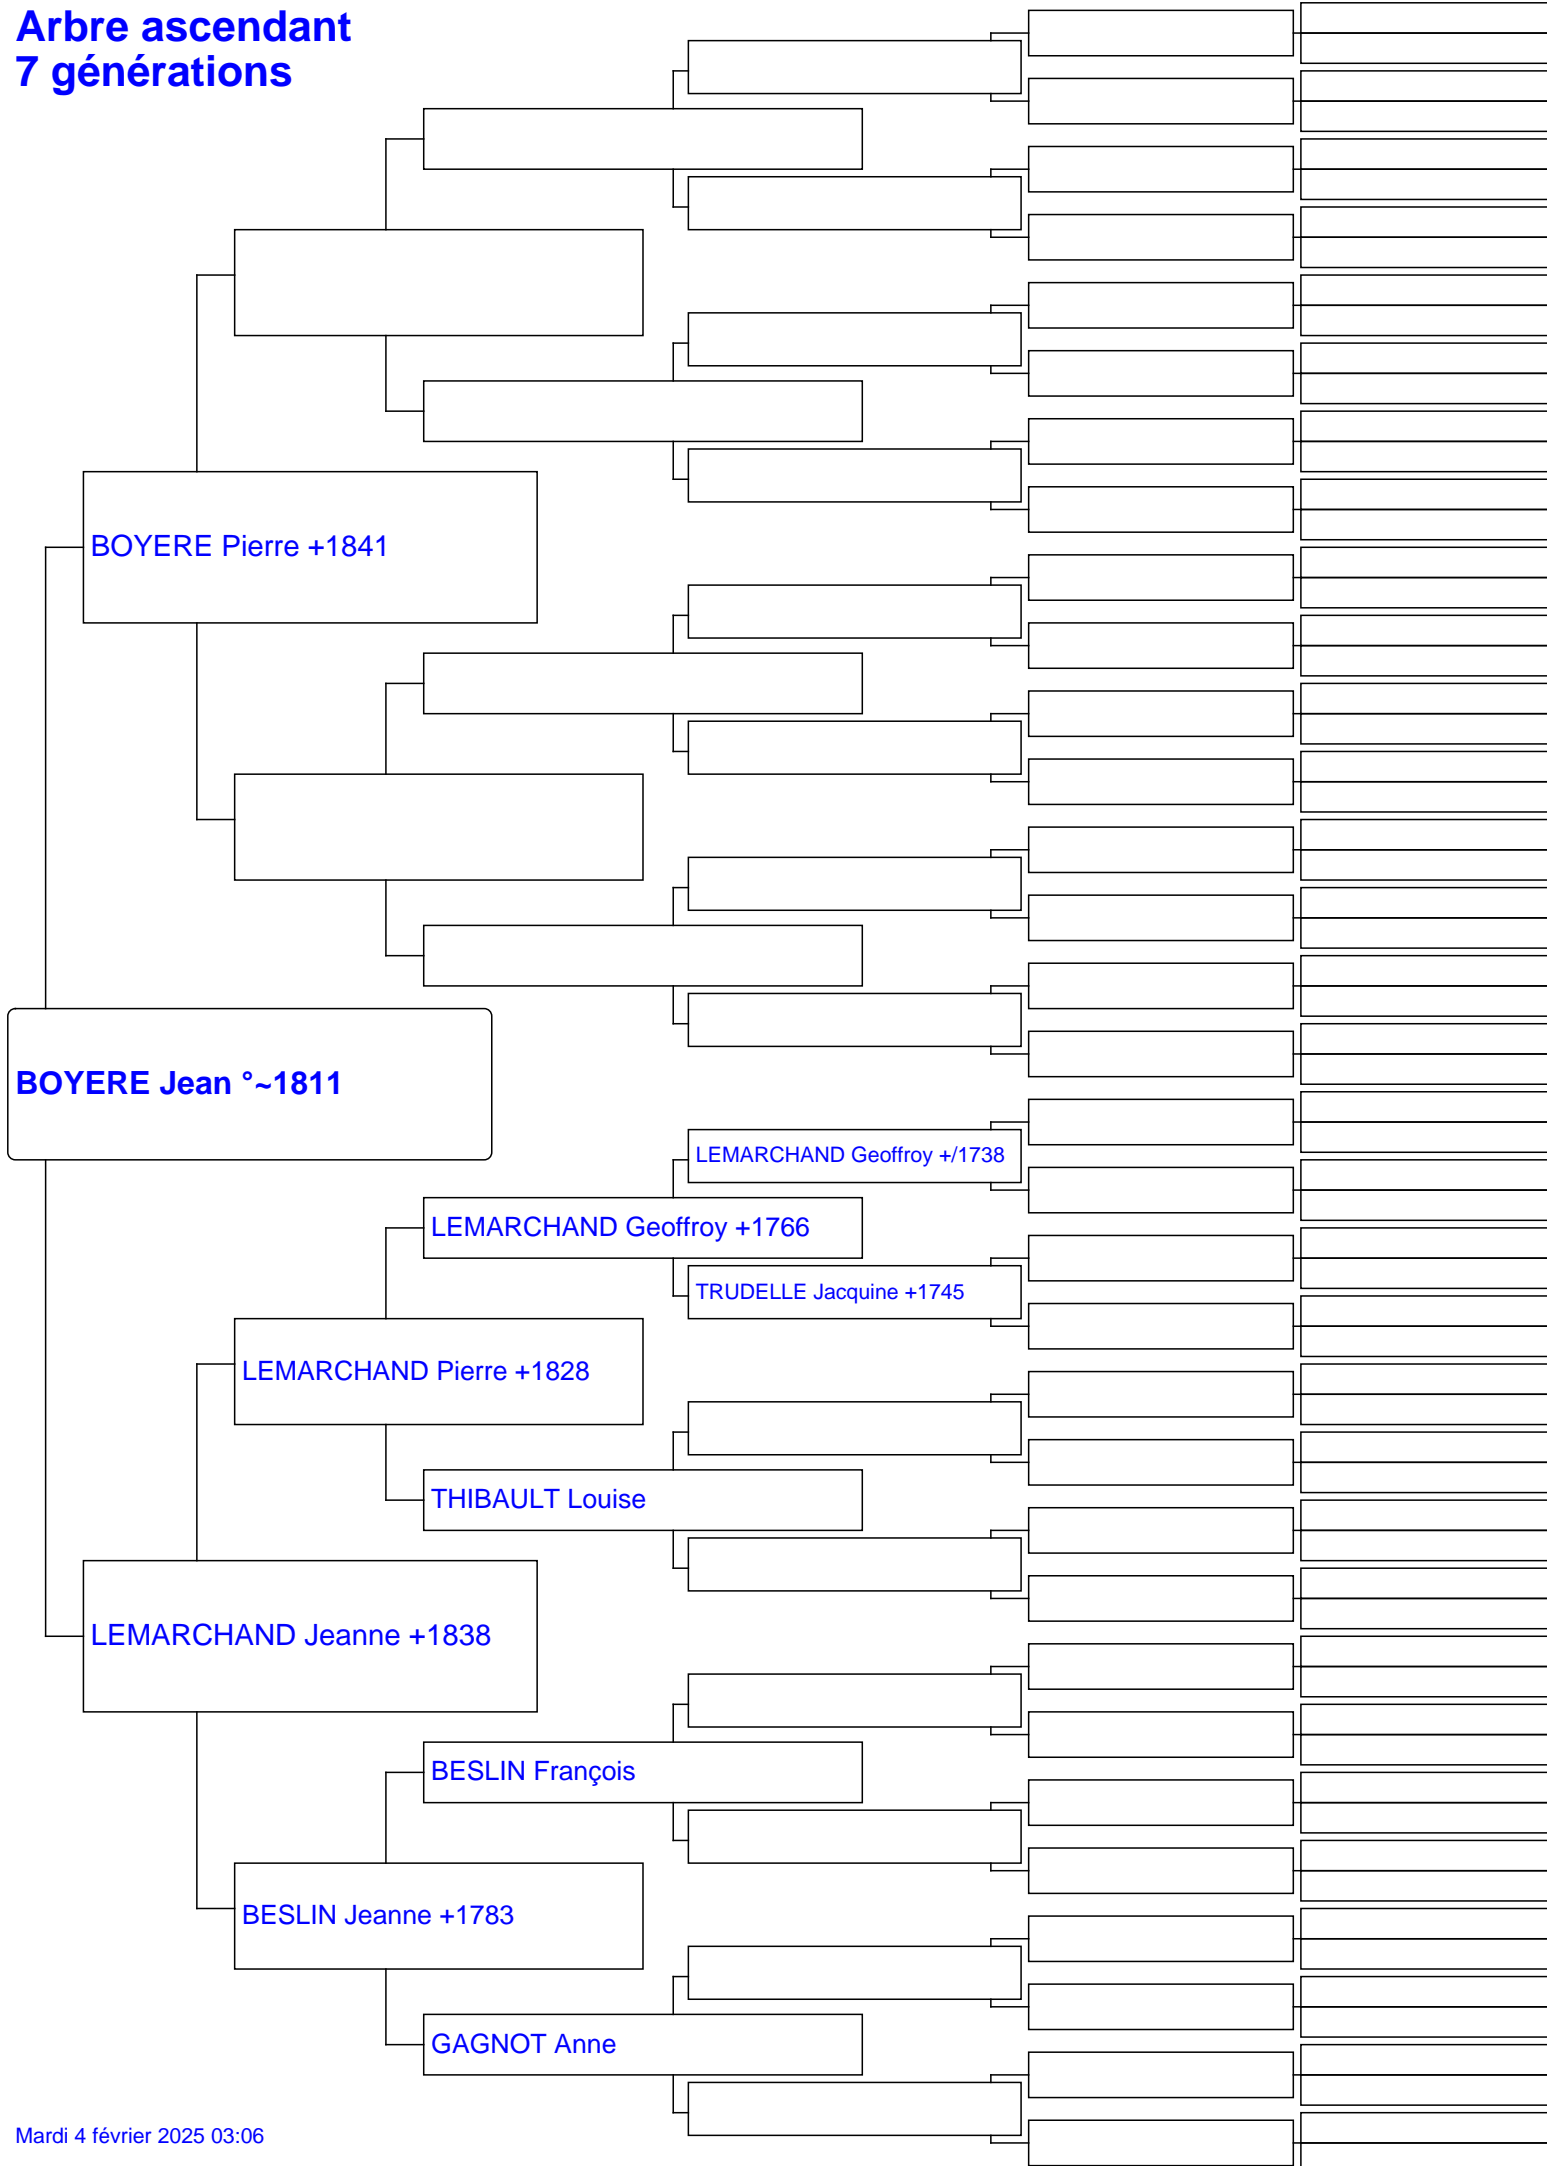 Arbre ascendant
7 générations
BOYERE Pierre +1841
BOYERE Jean °~1811
LEMARCHAND Geoffroy +/1738
LEMARCHAND Geoffroy +1766
TRUDELLE Jacquine +1745
LEMARCHAND Pierre +1828
THIBAULT Louise
LEMARCHAND Jeanne +1838
BESLIN François
BESLIN Jeanne +1783
GAGNOT Anne
Mardi 4 février 2025 03:06